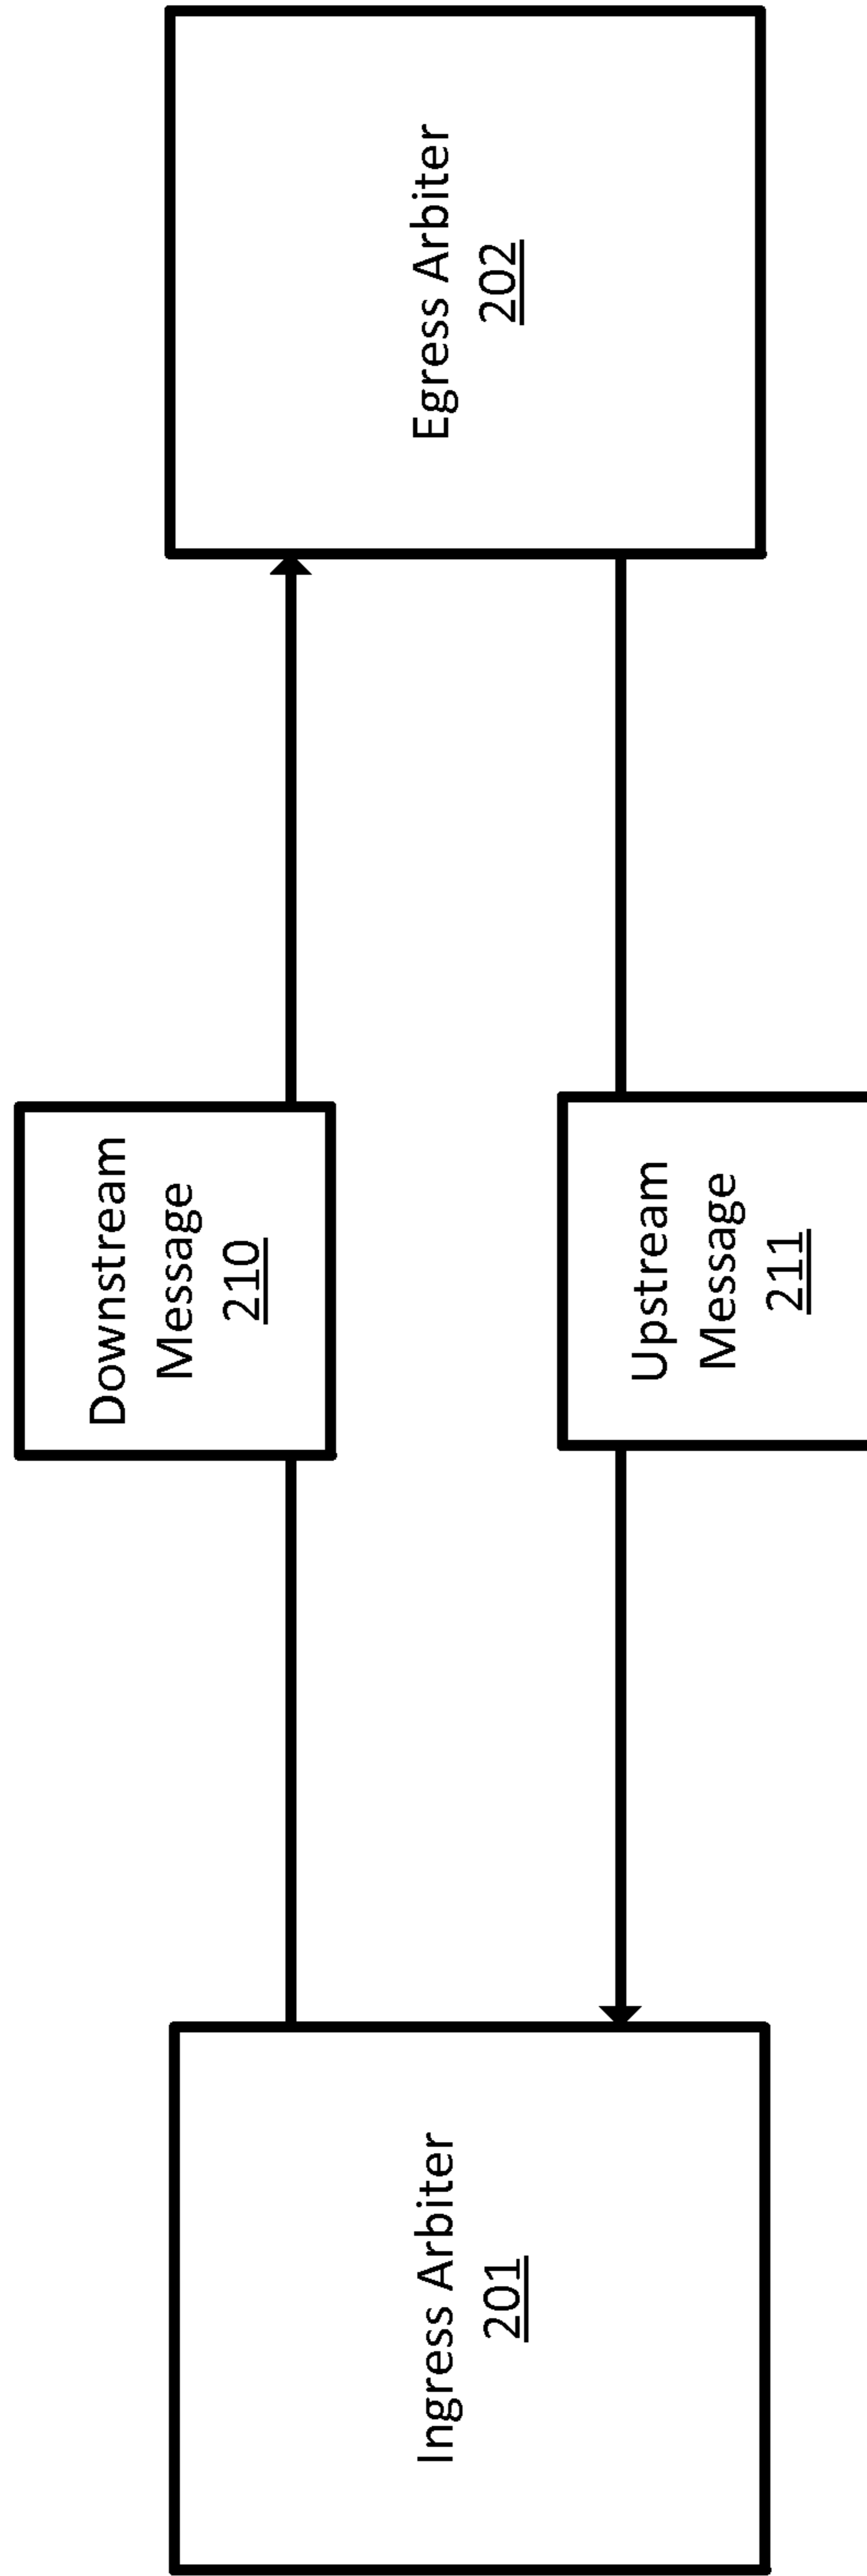 Downstream
Message
210
Ingress Arbiter
201
Egress Arbiter
202
Upstream
Message
211